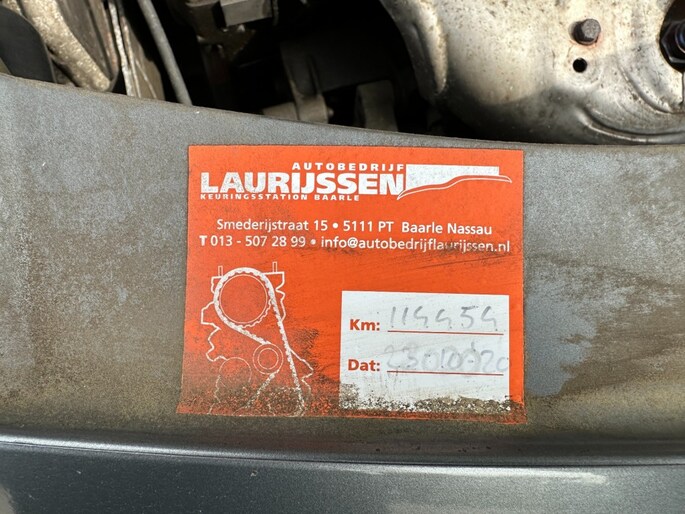 AUTOBEDRIJF
LAURIJSSEN
KEURINGSSTATION BAARLE
Smederijstraat 15 • 5111 PT Baarle Nassau
T 013 - 507 28 99 • info@autobedrijflaurijssen.nl
Km: 114454
Dat: